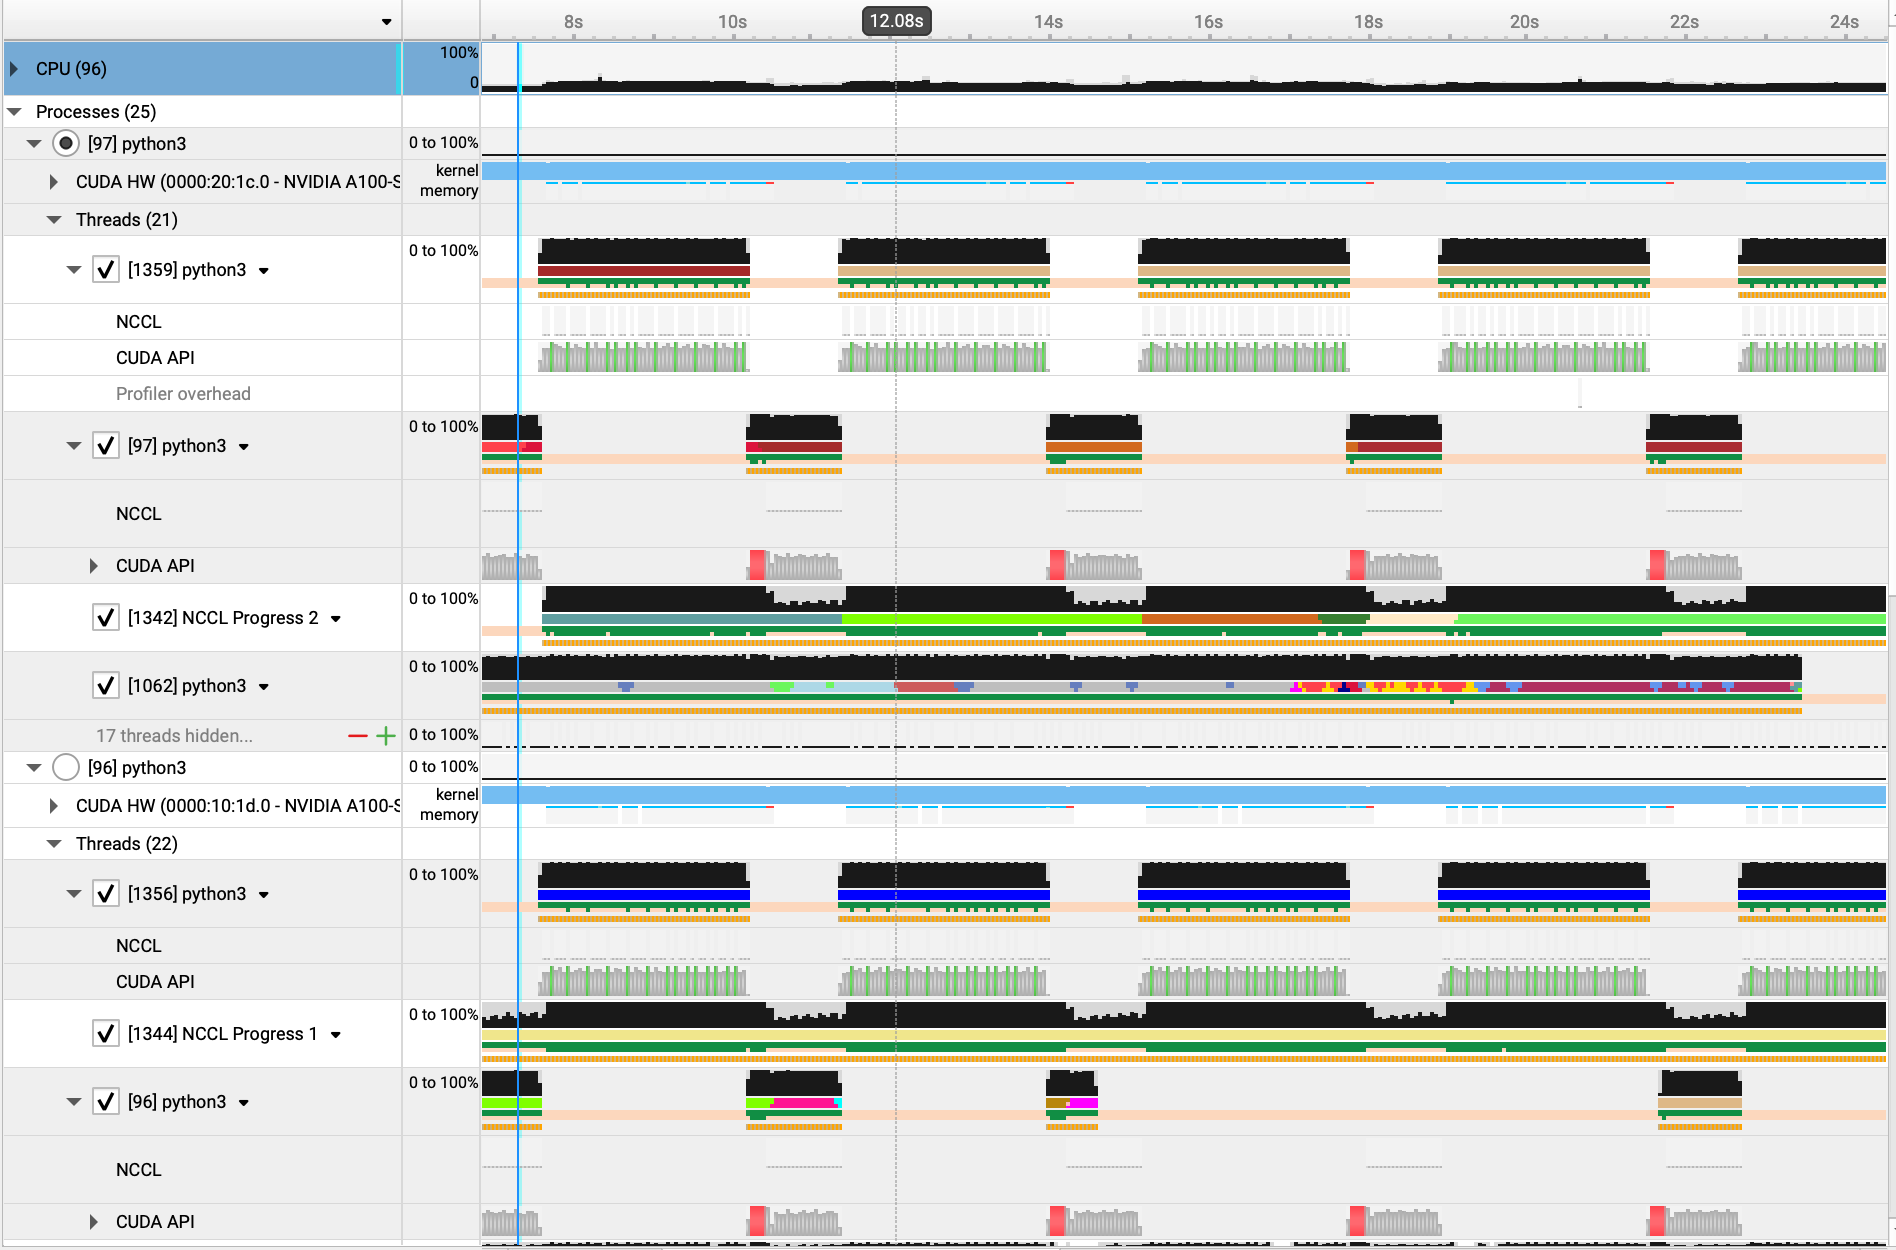 8s 10s 12.08s 14s 16s 18s 20s 22s 24s
CPU (96) 100%
0
Processes (25)
[97] python3 0 to 100%
CUDA HW (0000:20:1c.0 - NVIDIA A100-S kernel
memory
Threads (21)
[1359] python3 0 to 100%
NCCL
CUDA API
Profiler overhead
[97] python3 0 to 100%
NCCL
CUDA API
[1342] NCCL Progress 2 0 to 100%
[1062] python3 0 to 100%
17 threads hidden... 0 to 100%
[96] python3 0 to 100%
CUDA HW (0000:10:1d.0 - NVIDIA A100-S kernel
memory
Threads (22)
[1356] python3 0 to 100%
NCCL
CUDA API
[1344] NCCL Progress 1 0 to 100%
[96] python3 0 to 100%
NCCL
CUDA API